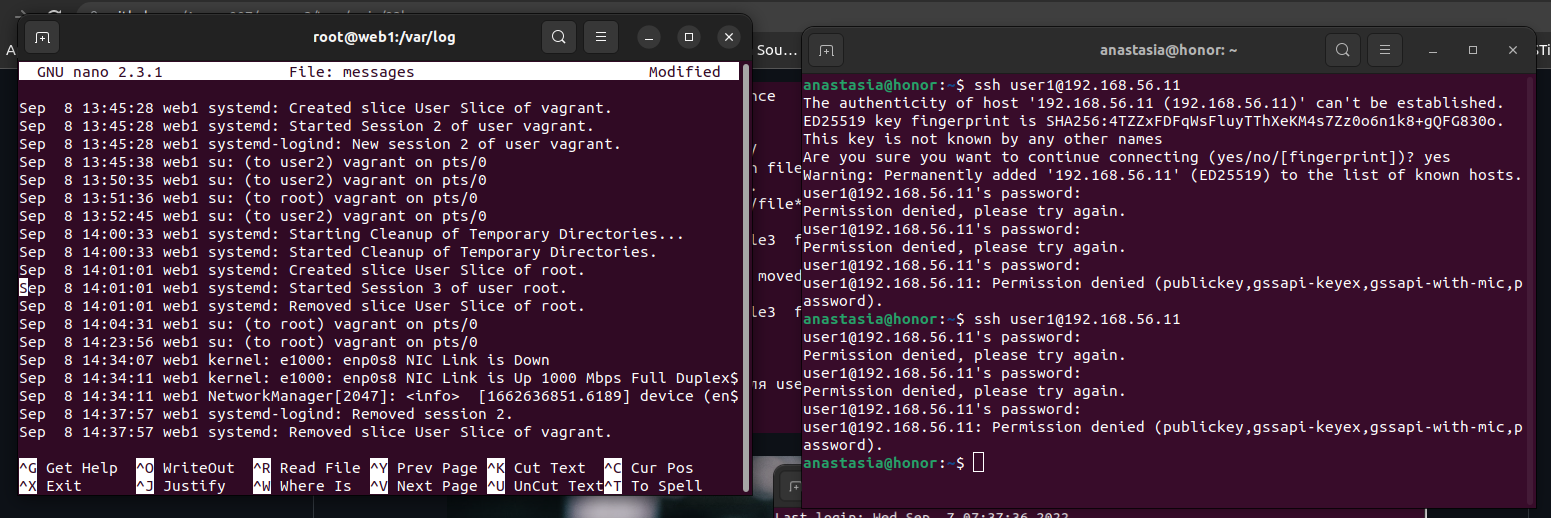 root@web1:/var/log
GNU nano 2.3.1 File: messages Modified
Sep  8 13:45:28 web1 systemd: Created slice User Slice of vagrant.
Sep  8 13:45:28 web1 systemd: Started Session 2 of user vagrant.
Sep  8 13:45:28 web1 systemd-logind: New session 2 of user vagrant.
Sep  8 13:45:38 web1 su: (to user2) vagrant on pts/0
Sep  8 13:50:35 web1 su: (to user2) vagrant on pts/0
Sep  8 13:51:36 web1 su: (to root) vagrant on pts/0
Sep  8 13:52:45 web1 su: (to user2) vagrant on pts/0
Sep  8 14:00:33 web1 systemd: Starting Cleanup of Temporary Directories...
Sep  8 14:00:33 web1 systemd: Started Cleanup of Temporary Directories.
Sep  8 14:01:01 web1 systemd: Created slice User Slice of root.
Sep  8 14:01:01 web1 systemd: Started Session 3 of user root.
Sep  8 14:01:01 web1 systemd: Removed slice User Slice of root.
Sep  8 14:04:31 web1 su: (to root) vagrant on pts/0
Sep  8 14:23:56 web1 su: (to root) vagrant on pts/0
Sep  8 14:34:07 web1 kernel: e1000: enp0s8 NIC Link is Down
Sep  8 14:34:11 web1 kernel: e1000: enp0s8 NIC Link is Up 1000 Mbps Full Duplex$
Sep  8 14:34:11 web1 NetworkManager[2047]: <info>  [1662636851.6189] device (en$
Sep  8 14:37:57 web1 systemd-logind: Removed session 2.
Sep  8 14:37:57 web1 systemd: Removed slice User Slice of vagrant.
^G Get Help ^O WriteOut ^R Read File ^Y Prev Page ^K Cut Text ^C Cur Pos
^X Exit ^J Justify ^W Where Is ^V Next Page ^U UnCut Text ^T To Spell
Sou...
nce
file
/file*
le3 f
moved
le3 f
ля use
anastasia@honor: ~
anastasia@honor:~$ ssh user1@192.168.56.11
The authenticity of host '192.168.56.11 (192.168.56.11)' can't be established.
ED25519 key fingerprint is SHA256:4TZZxFDFqWsFluyTThXeKM4s7Zz0o6n1k8+gQFG830o.
This key is not known by any other names
Are you sure you want to continue connecting (yes/no/[fingerprint])? yes
Warning: Permanently added '192.168.56.11' (ED25519) to the list of known hosts.
user1@192.168.56.11's password:
Permission denied, please try again.
user1@192.168.56.11's password:
Permission denied, please try again.
user1@192.168.56.11's password:
user1@192.168.56.11: Permission denied (publickey,gssapi-keyex,gssapi-with-mic,p
assword).
anastasia@honor:~$ ssh user1@192.168.56.11
user1@192.168.56.11's password:
Permission denied, please try again.
user1@192.168.56.11's password:
Permission denied, please try again.
user1@192.168.56.11's password:
user1@192.168.56.11: Permission denied (publickey,gssapi-keyex,gssapi-with-mic,p
assword).
anastasia@honor:~$
Last login: Wed Sep  7 07:37:36 2022